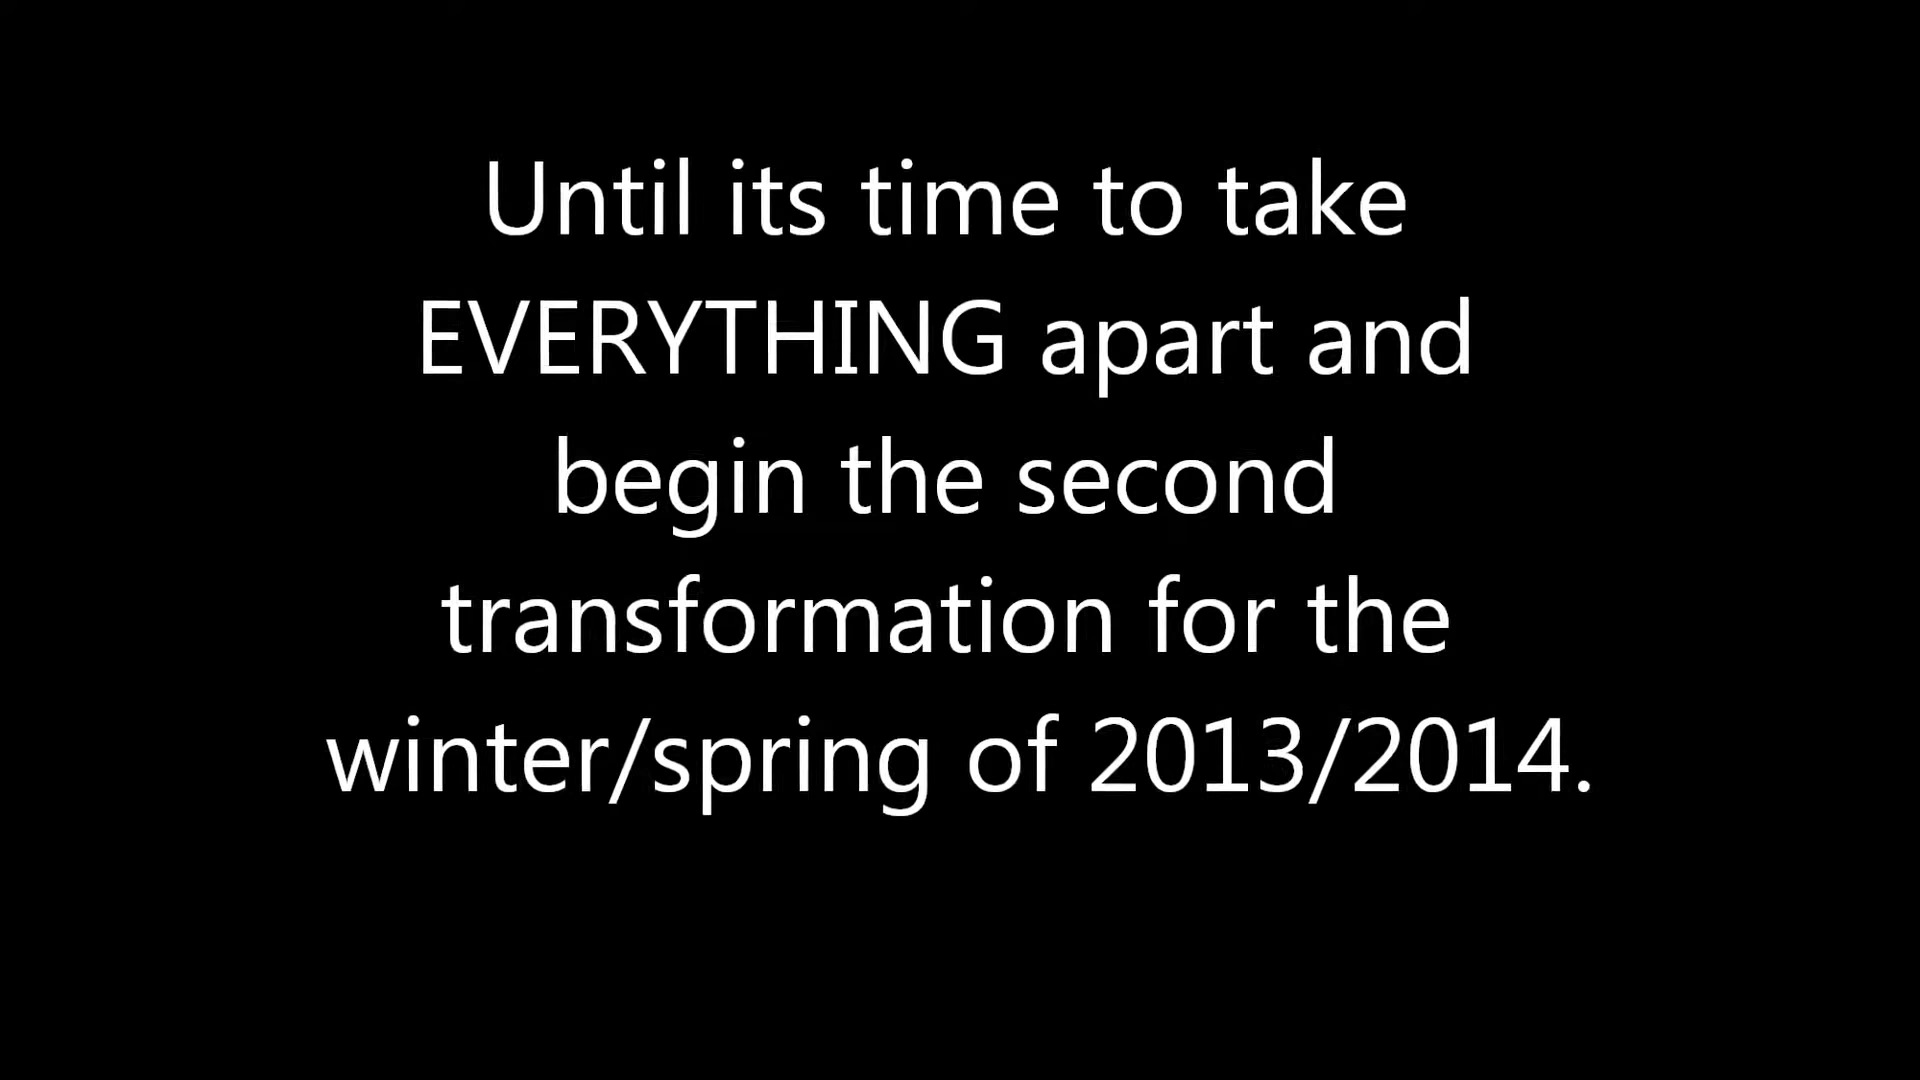 Until its time to take
EVERYTHING apart and
begin the second
transformation for the
winter/spring of 2013/2014.